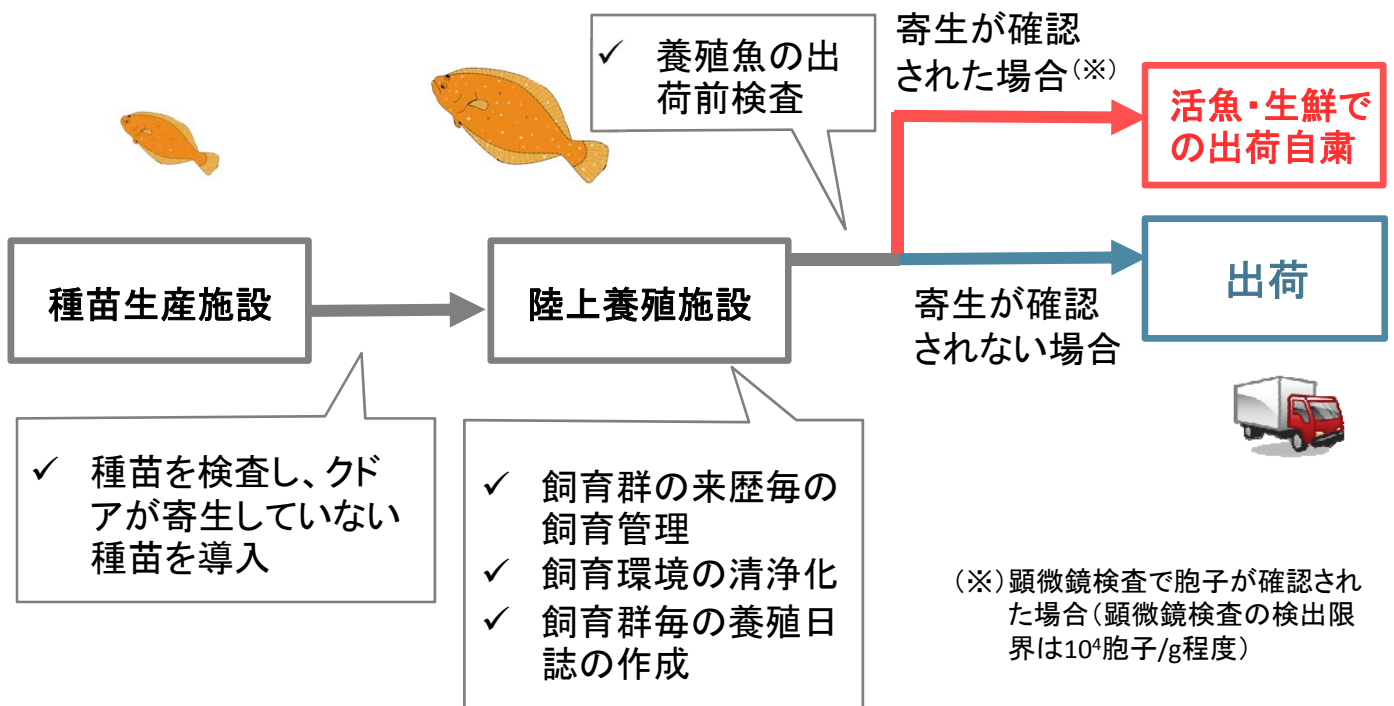 ✓ 養殖魚の出
荷前検査
寄生が確認
された場合(※)
活魚・生鮮で
の出荷自粛
種苗生産施設
陸上養殖施設
出荷
寄生が確認
されない場合
✓ 種苗を検査し、クド
アが寄生していない
種苗を導入
✓ 飼育群の来歴毎の
飼育管理
✓ 飼育環境の清浄化
✓ 飼育群毎の養殖日
誌の作成
(※)顕微鏡検査で胞子が確認され
た場合(顕微鏡検査の検出限
界は10⁴胞子/g程度)